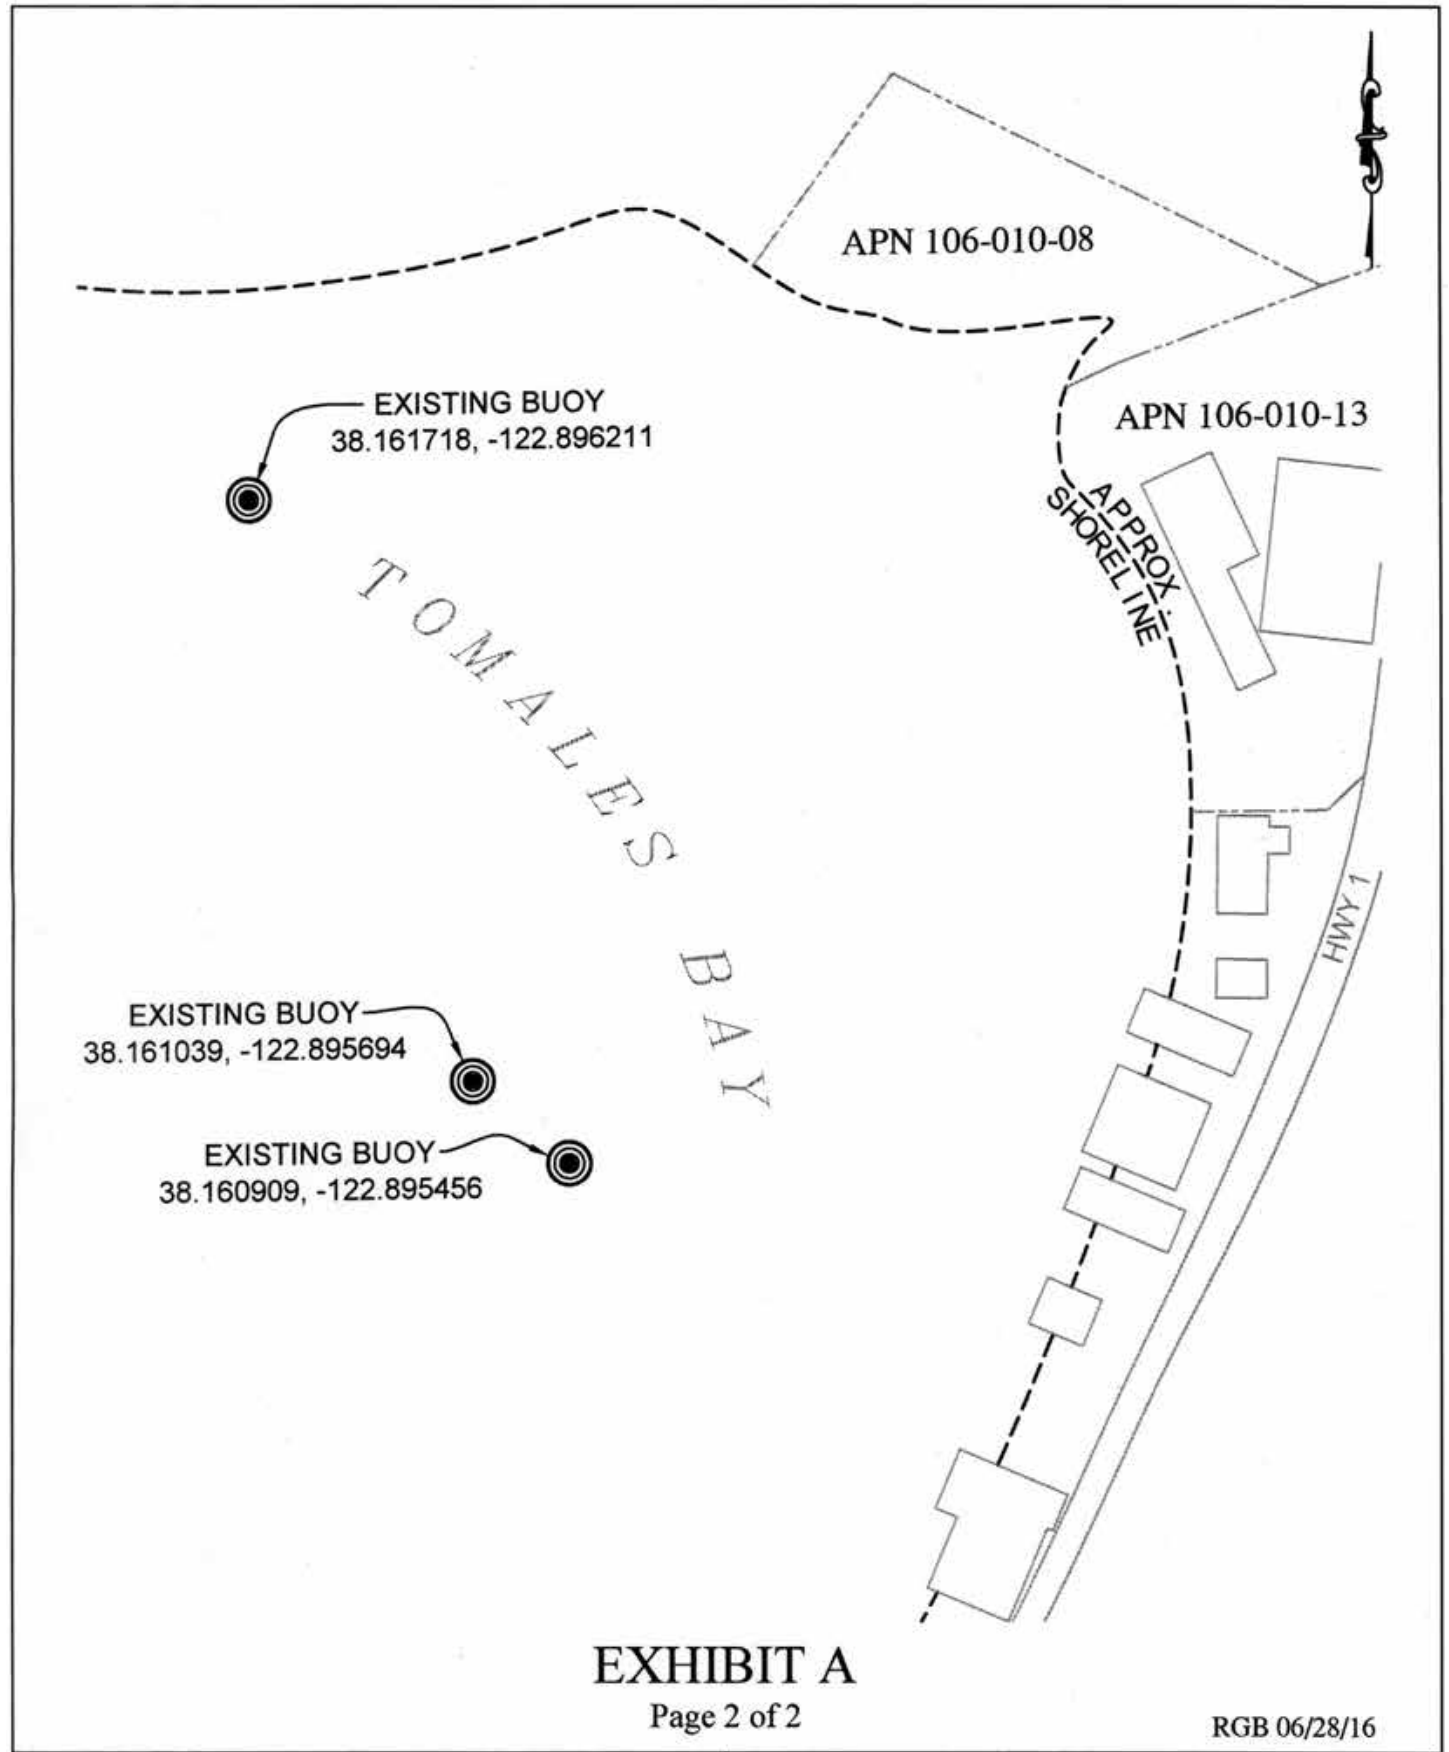 APN 106-010-08
EXISTING BUOY
38.161718, -122.896211
APN 106-010-13
APPROX.
SHORELINE
TOMALES BAY
HWY 1
EXISTING BUOY
38.161039, -122.895694
EXISTING BUOY
38.160909, -122.895456
EXHIBIT A
Page 2 of 2
RGB 06/28/16